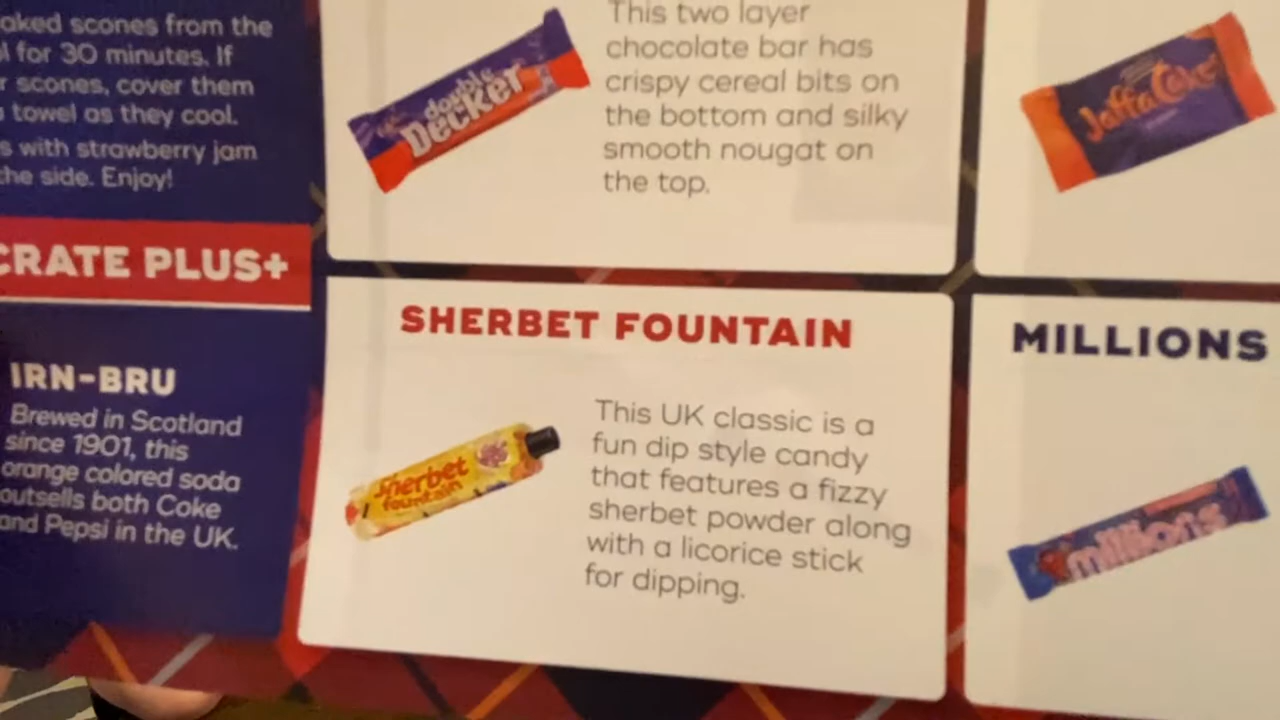 aked scones from the
for 30 minutes. If
scones, cover them
towel as they cool.
with strawberry jam
the side. Enjoy!
CRATE PLUS+
IRN-BRU
Brewed in Scotland
since 1901, this
orange colored soda
outsells both Coke
and Pepsi in the UK.
double
Decker
This two layer
chocolate bar has
crispy cereal bits on
the bottom and silky
smooth nougat on
the top.
SHERBET FOUNTAIN
Sherbet
fountain
This UK classic is a
fun dip style candy
that features a fizzy
sherbet powder along
with a licorice stick
for dipping.
Jaffa Cake
MILLIONS
millions